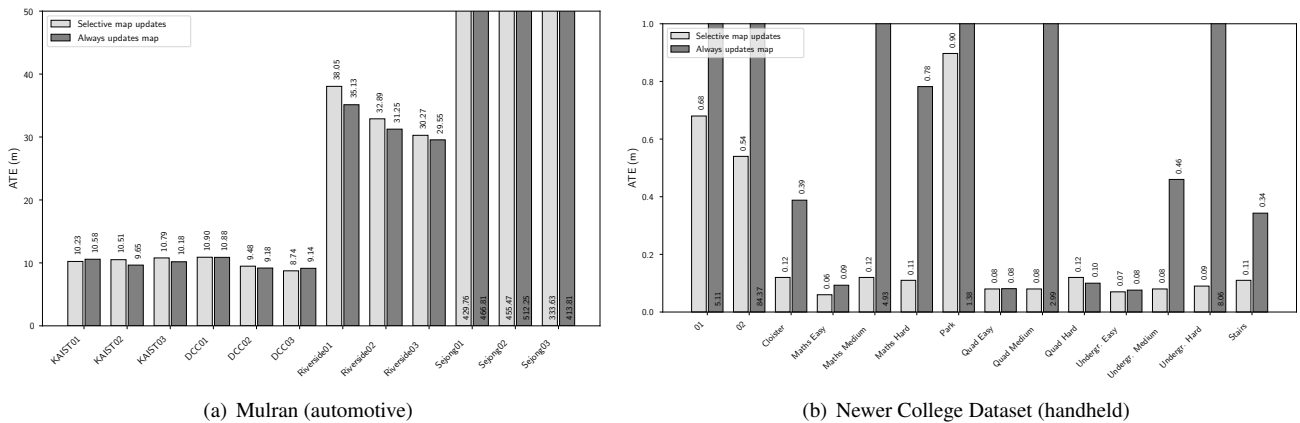 50
40
30
20
10
0
ATE (m)
Selective map updates
Always updates map
10.23
10.58
10.51
9.65
10.79
10.18
10.90
10.88
9.48
9.18
8.74
9.14
38.05
35.13
32.89
31.25
30.27
29.55
429.76
466.81
455.47
512.25
333.63
413.81
KAIST01
KAIST02
KAIST03
DCC01
DCC02
DCC03
Riverside01
Riverside02
Riverside03
Sejong01
Sejong02
Sejong03
(a) Mulran (automotive)
1.0
0.8
0.6
0.4
0.2
0.0
ATE (m)
Selective map updates
Always updates map
0.68
5.11
0.54
84.37
0.12
0.39
0.06
0.09
0.12
4.93
0.11
0.78
0.90
1.38
0.08
0.08
0.08
2.99
0.12
0.10
0.07
0.08
0.08
0.46
0.09
8.06
0.11
0.34
01
02
Cloister
Maths Easy
Maths Medium
Maths Hard
Park
Quad Easy
Quad Medium
Quad Hard
Undergr. Easy
Undergr. Medium
Undergr. Hard
Stairs
(b) Newer College Dataset (handheld)